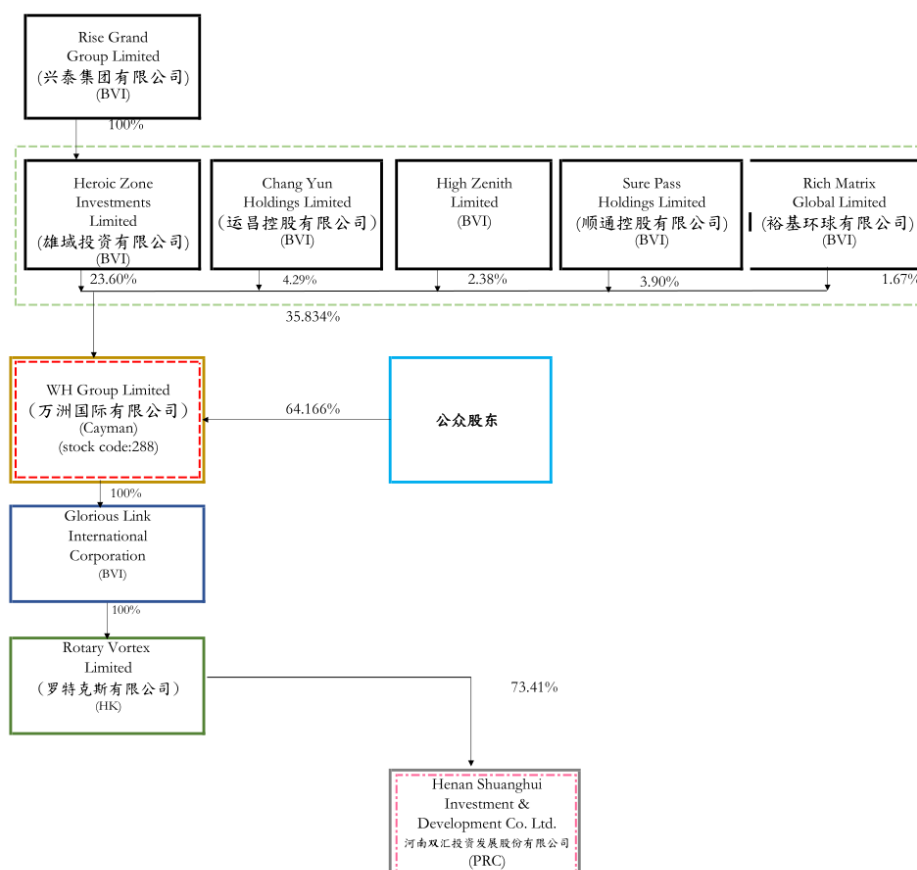 Rise Grand
Group Limited
(兴泰集团有限公司)
(BVI)
100%
Heroic Zone
Investments
Limited
(雄域投资有限公司)
(BVI)
Chang Yun
Holdings Limited
(运昌控股有限公司)
(BVI)
High Zenith
Limited
(BVI)
Sure Pass
Holdings Limited
(顺通控股有限公司)
(BVI)
Rich Matrix
Global Limited
(裕基环球有限公司)
(BVI)
23.60%
4.29%
2.38%
3.90%
1.67%
35.834%
WH Group Limited
(万洲国际有限公司)
(Cayman)
(stock code:288)
64.166%
公众股东
100%
Glorious Link
International
Corporation
(BVI)
100%
Rotary Vortex
Limited
(罗特克斯有限公司)
(HK)
73.41%
Henan Shuanghui
Investment &
Development Co. Ltd.
河南双汇投资发展股份有限公司
(PRC)